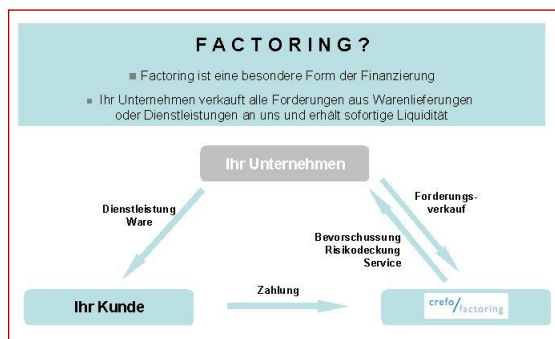 FACTORING?
Factoring ist eine besondere Form der Finanzierung
Ihr Unternehmen verkauft alle Forderungen aus Warenlieferungen
oder Dienstleistungen an uns und erhält sofortige Liquidität
Ihr Unternehmen
Dienstleistung
Ware
Forderungs-
verkauf
Bevorschussung
Risikodeckung
Service
Ihr Kunde
Zahlung
crefo/
/factoring